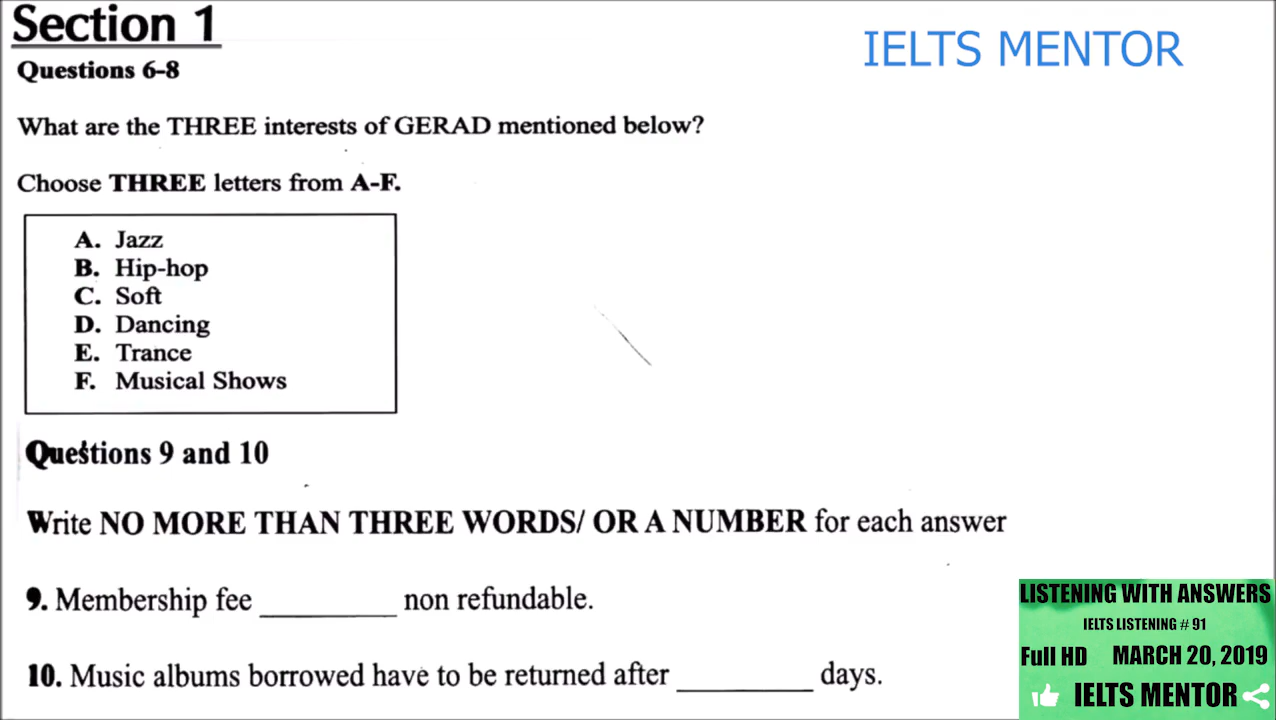 Section 1
IELTS MENTOR
Questions 6-8
What are the THREE interests of GERAD mentioned below?
Choose THREE letters from A-F.
A. Jazz
B. Hip-hop
C. Soft
D. Dancing
E. Trance
F. Musical Shows
Questions 9 and 10
Write NO MORE THAN THREE WORDS/ OR A NUMBER for each answer
9. Membership fee __________ non refundable.
10. Music albums borrowed have to be returned after __________ days.
LISTENING WITH ANSWERS
IELTS LISTENING # 91
Full HD MARCH 20, 2019
IELTS MENTOR